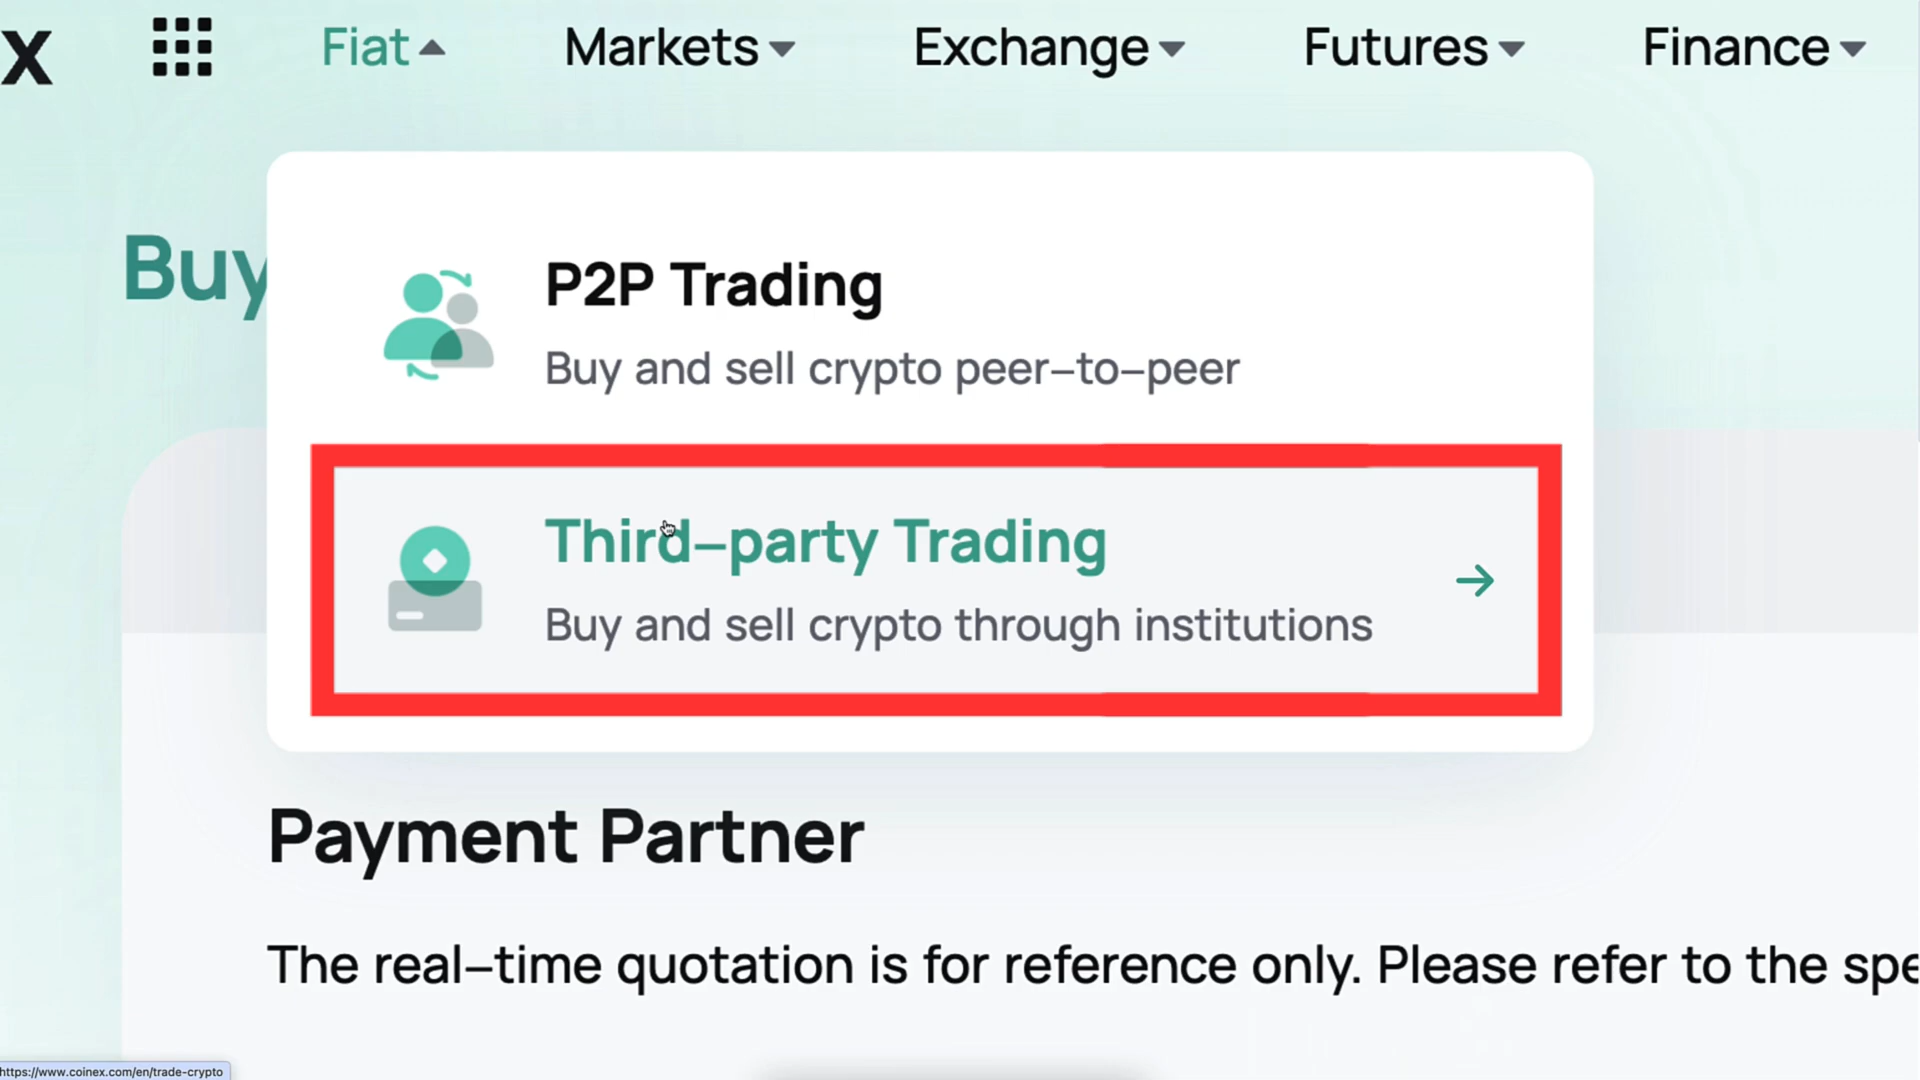 X
Fiat
Markets
Exchange
Futures
Finance
Buy
P2P Trading
Buy and sell crypto peer-to-peer
Third-party Trading
Buy and sell crypto through institutions
Payment Partner
The real-time quotation is for reference only. Please refer to the spe
https://www.coinex.com/en/trade-crypto